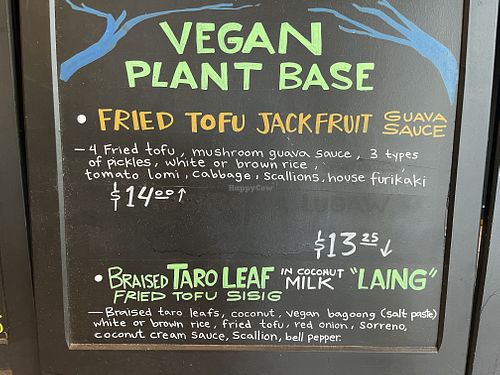 VEGAN
PLANT BASE
• FRIED TOFU JACKFRUIT GUAVA SAUCE
— 4 Fried tofu, mushroom guava sauce, 3 types
of pickles, white or brown rice,
tomato lomi, cabbage, scallions, house furikaki
$14.00 ↑
HappyCow
$13.25 ↓
• BRAISED TARO LEAF IN COCONUT MILK "LAING"
FRIED TOFU SISIG
— Braised taro leafs, coconut, vegan bagoong (salt paste)
white or brown rice, fried tofu, red onion, sorreno,
coconut cream sauce, scallion, bell pepper.